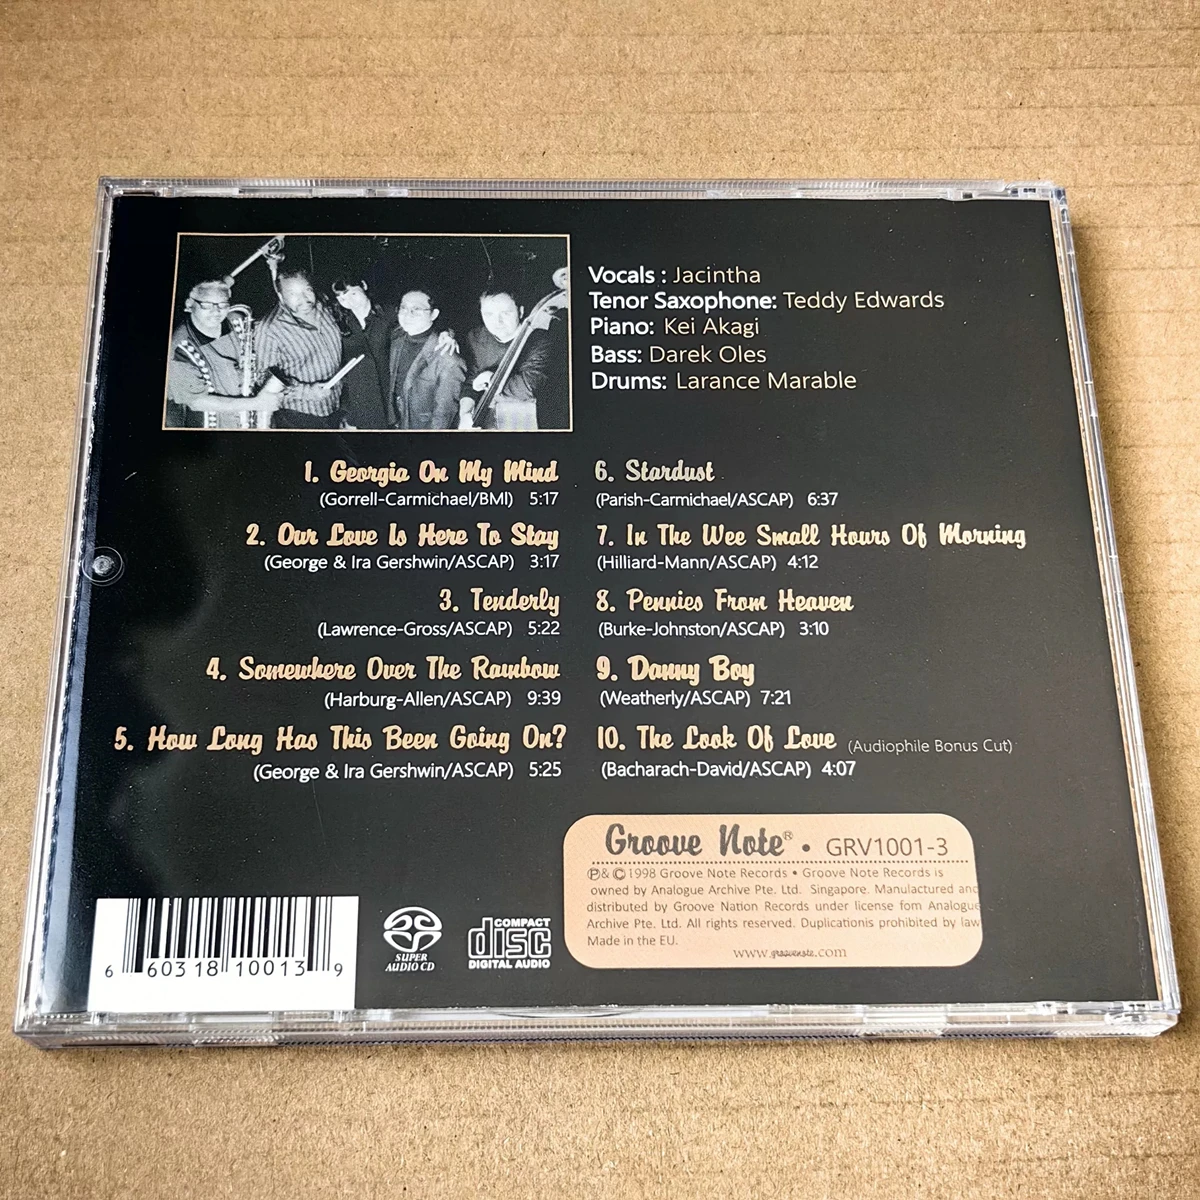 Vocals : Jacintha
Tenor Saxophone: Teddy Edwards
Piano: Kei Akagi
Bass: Darek Oles
Drums: Larance Marable
1. Georgia On My Mind
(Gorrell-Carmichael/BMI) 5:17
2. Our Love Is Here To Stay
(George & Ira Gershwin/ASCAP) 3:17
3. Tenderly
(Lawrence-Gross/ASCAP) 5:22
4. Somewhere Over The Rainbow
(Harburg-Allen/ASCAP) 9:39
5. How Long Has This Been Going On?
(George & Ira Gershwin/ASCAP) 5:25
6. Stardust
(Parish-Carmichael/ASCAP) 6:37
7. In The Wee Small Hours Of Morning
(Hilliard-Mann/ASCAP) 4:12
8. Pennies From Heaven
(Burke-Johnston/ASCAP) 3:10
9. Danny Boy
(Weatherly/ASCAP) 7:21
10. The Look Of Love (Audiophile Bonus Cut)
(Bacharach-David/ASCAP) 4:07
Groove Note® • GRV1001-3
℗&©1998 Groove Note Records • Groove Note Records is
owned by Analogue Archive Pte. Ltd. Singapore. Manulactured and
distributed by Groove Nation Records under license fom Analogue
Archive Pte. Ltd. All rights reserved. Duplicationis prohibited by law
Made in the EU.
www.groovenote.com
6 60318 10013 9
SUPER
AUDIO CD
COMPACT
disc
DIGITAL AUDIO